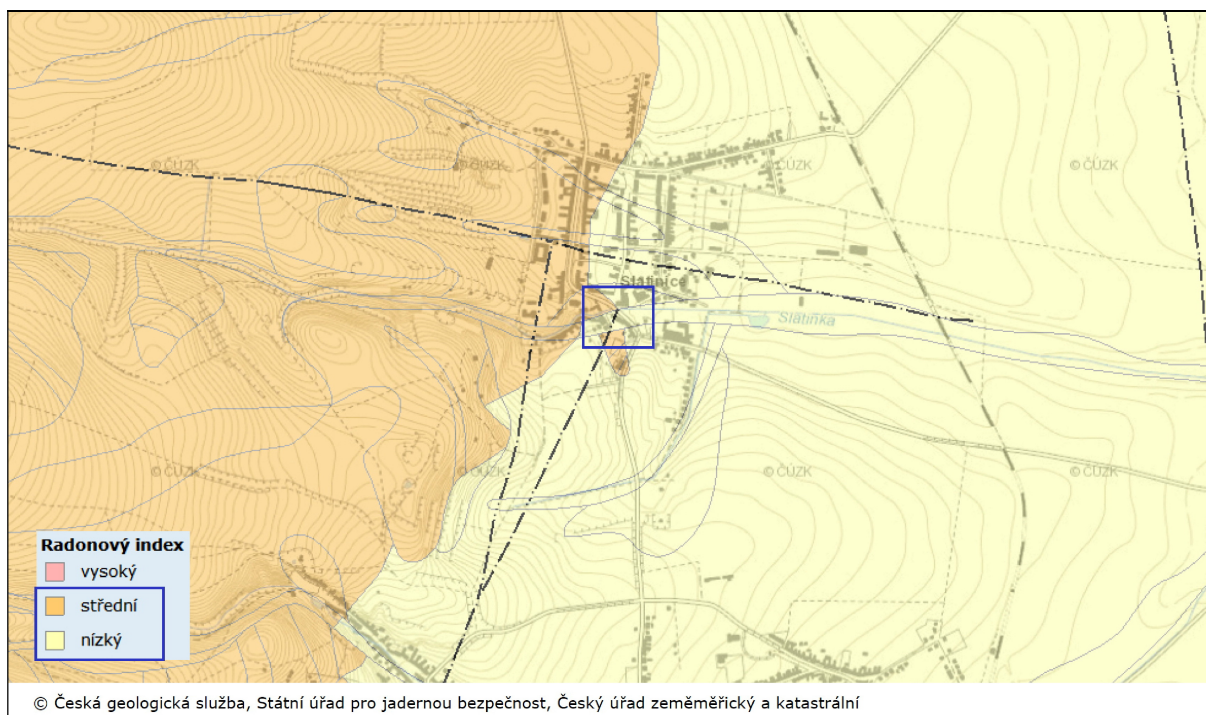 © ČÚZK
© ČÚZK
© ČÚZK
© ČÚZK
Slatinice
Slatinka
© ČÚZK
© ČÚZK
© ČÚZK
© ČÚZK
Radonový index
vysoký
střední
nízký
© Česká geologická služba, Státní úřad pro jadernou bezpečnost, Český úřad zeměměřický a katastrální